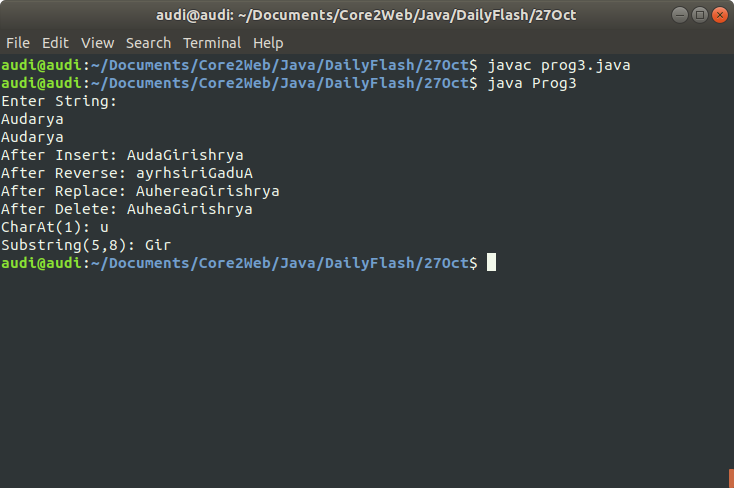 audi@audi: ~/Documents/Core2Web/Java/DailyFlash/27Oct
File Edit View Search Terminal Help
audi@audi:~/Documents/Core2Web/Java/DailyFlash/27Oct$ javac prog3.java
audi@audi:~/Documents/Core2Web/Java/DailyFlash/27Oct$ java Prog3
Enter String:
Audarya
Audarya
After Insert: AudaGirishrya
After Reverse: ayrhsiriGaduA
After Replace: AuhereaGirishrya
After Delete: AuheaGirishrya
CharAt(1): u
Substring(5,8): Gir
audi@audi:~/Documents/Core2Web/Java/DailyFlash/27Oct$